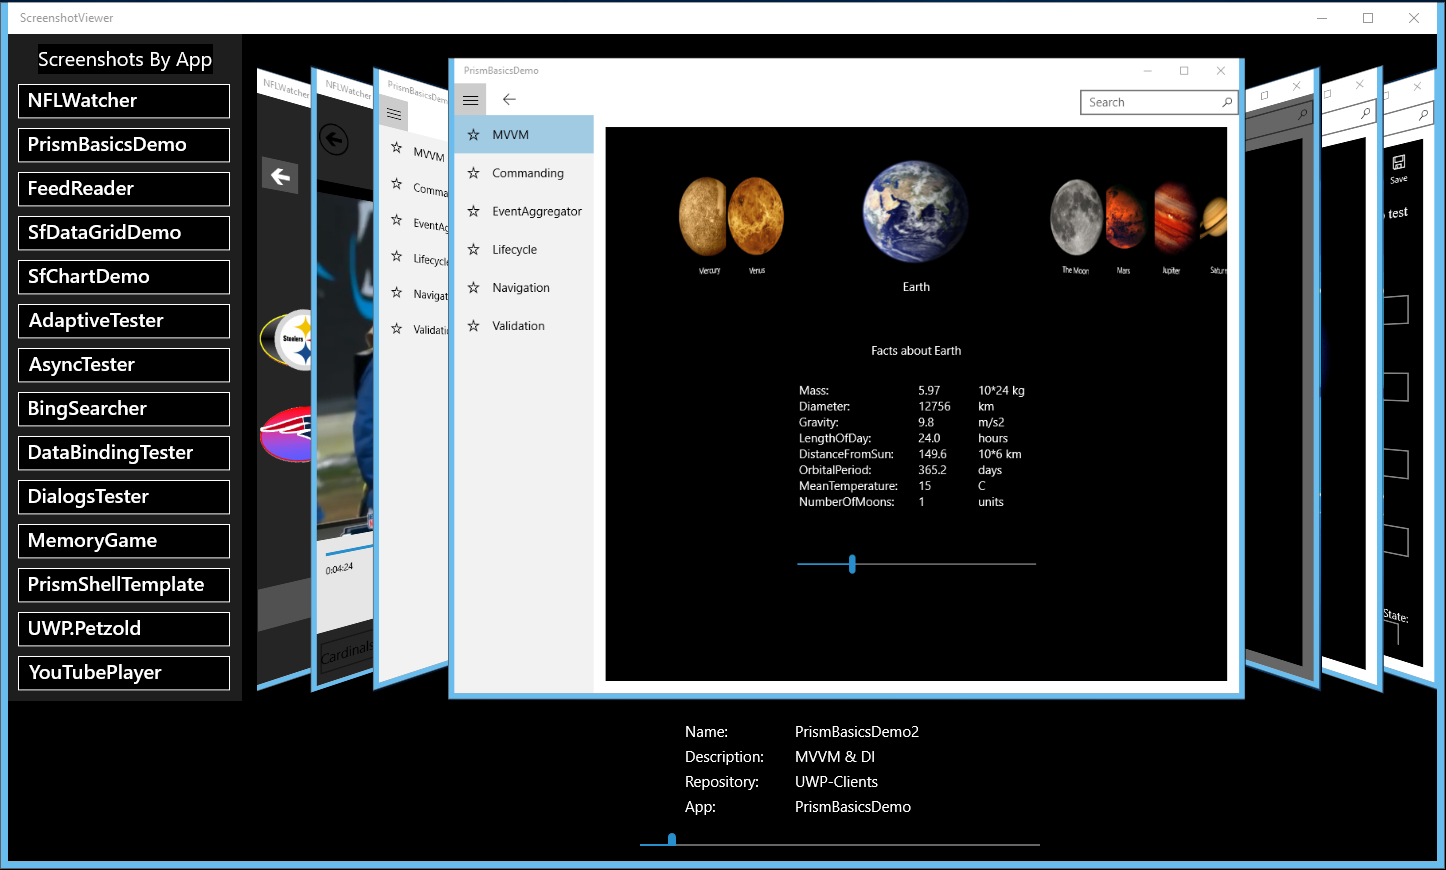 ScreenshotViewer
Screenshots By App
NFLWatcher
PrismBasicsDemo
FeedReader
SfDataGridDemo
SfChartDemo
AdaptiveTester
AsyncTester
BingSearcher
DataBindingTester
DialogsTester
MemoryGame
PrismShellTemplate
UWP.Petzold
YouTubePlayer
NFLWatcher
Steelers
NFLWatcher
0:04:24
Cardinals
PrismBasicsDem
MVVM
Comma
EventAg
Lifecycle
Navigat
Validatio
PrismBasicsDemo
Search
MVVM
Commanding
EventAggregator
Lifecycle
Navigation
Validation
Mercury
Venus
Earth
The Moon
Mars
Jupiter
Satur
Facts about Earth
Mass: 5.97 10*24 kg
Diameter: 12756 km
Gravity: 9.8 m/s2
LengthOfDay: 24.0 hours
DistanceFromSun: 149.6 10*6 km
OrbitalPeriod: 365.2 days
MeanTemperature: 15 C
NumberOfMoons: 1 units
Save
test
State:
Name: PrismBasicsDemo2
Description: MVVM & DI
Repository: UWP-Clients
App: PrismBasicsDemo